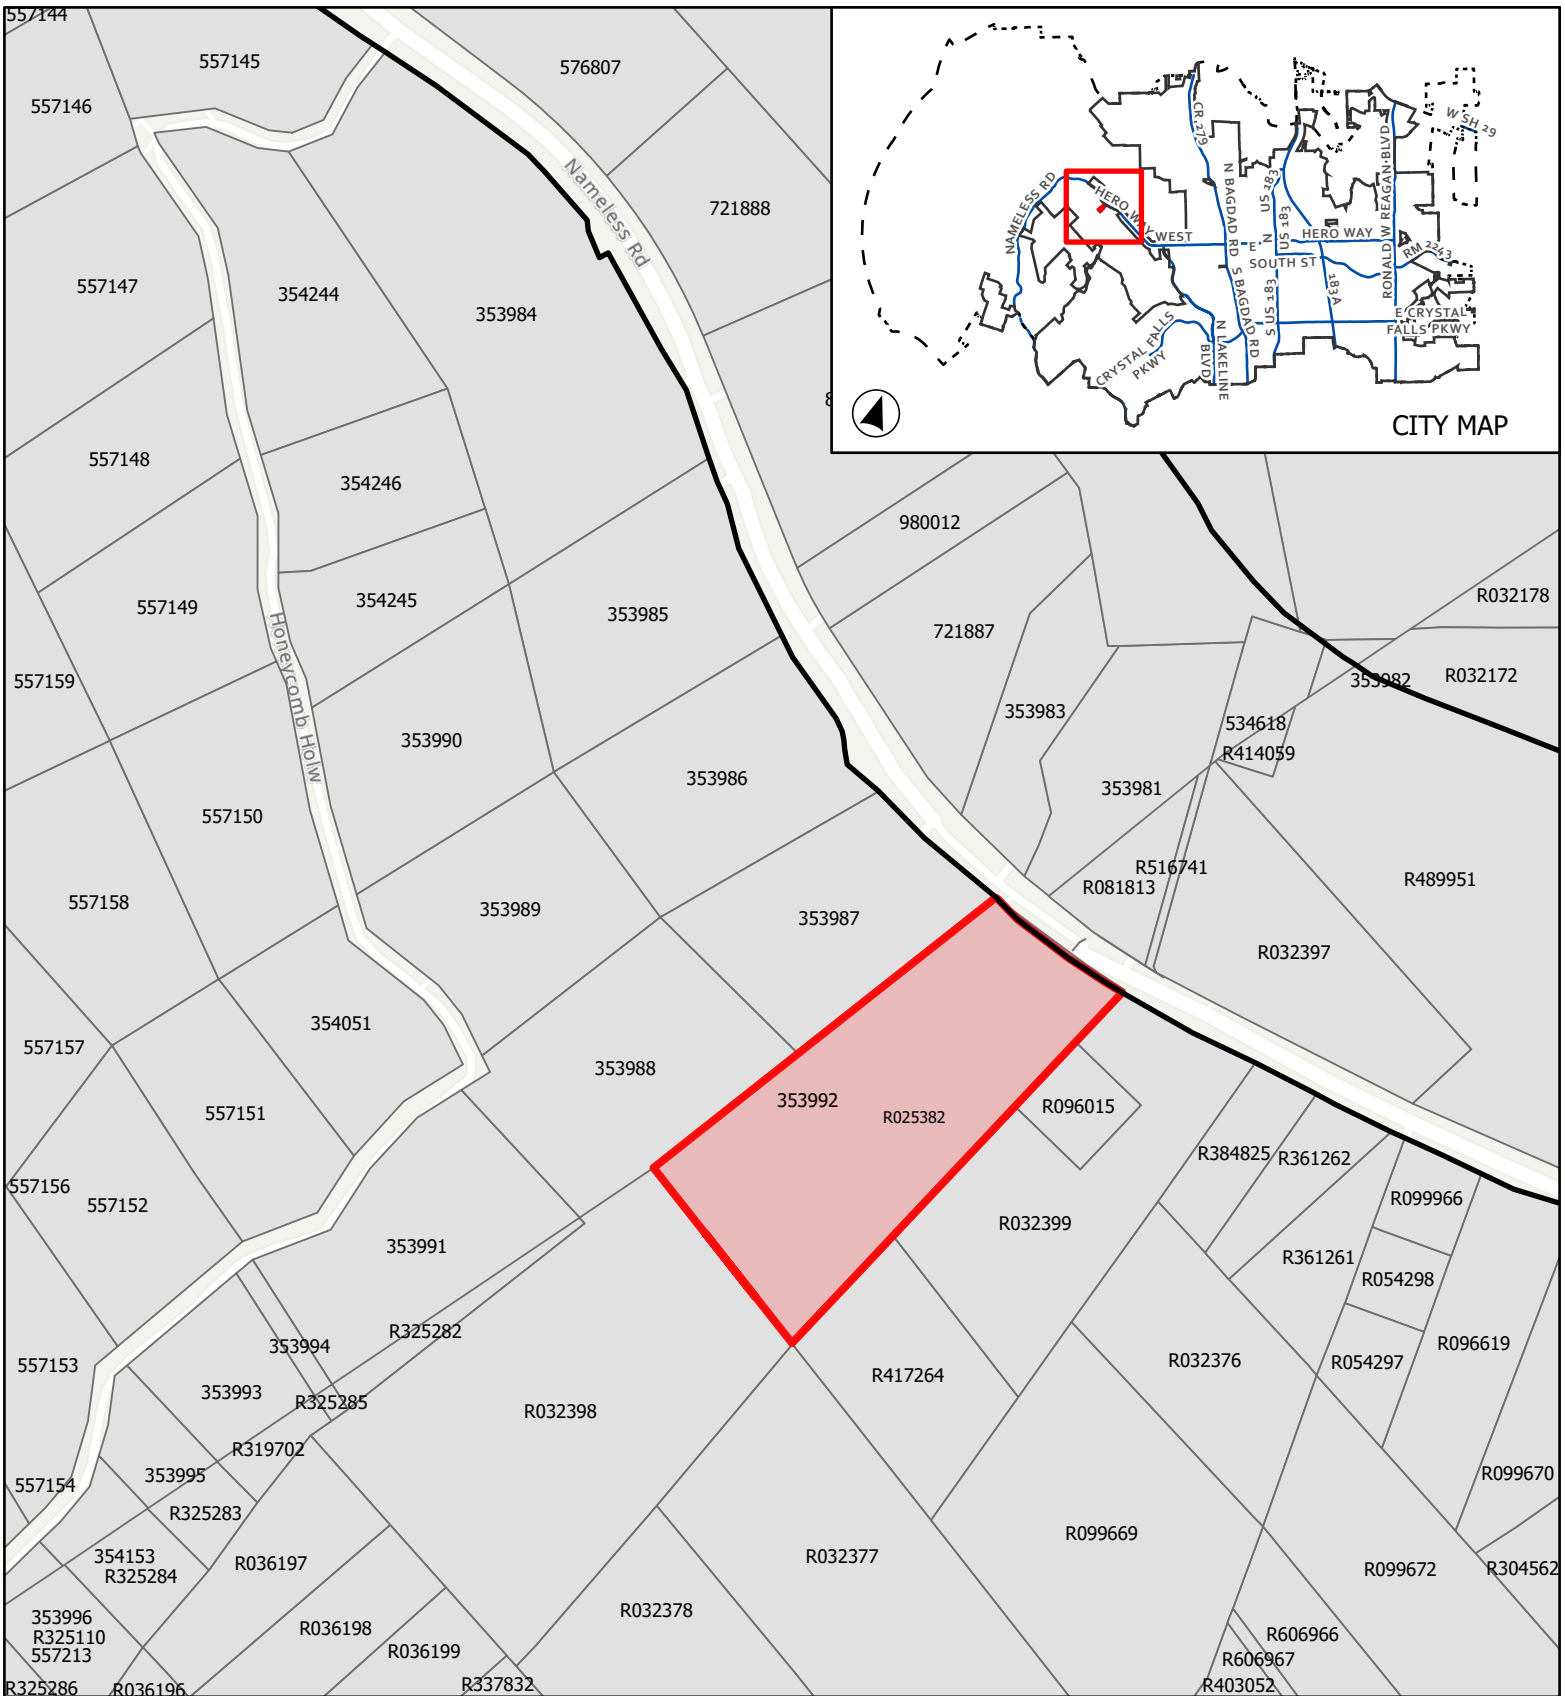 557144
557145
576807
557146
721888
557147
354244
353984
Nameless Rd
CR 279
W SH 29
NAMELESS RD
HERO WAY WEST
N BAGDAD RD
N US 183
US 183
RONALD W REAGAN BLVD
E HERO WAY
SOUTH ST
RM 2243
S BAGDAD RD
S US 183
183A
E CRYSTAL
FALLS PKWY
CRYSTAL FALLS
PKWY
N LAKELINE
BLVD
CITY MAP
557148
354246
980012
557149
354245
353985
721887
R032178
Honeycomb Holw
557159
353983
353982
R032172
353990
534618
R414059
353986
353981
557150
R516741
R081813
R489951
557158
353989
353987
R032397
354051
557157
353988
353992
R025382
R096015
557151
R384825
R361262
557156
557152
R099966
R032399
353991
R361261
R054298
R325282
353994
R096619
557153
R032376
R054297
353993
R417264
R325285
R032398
R319702
353995
R099670
557154
R325283
R099669
354153
R325284
R036197
R032377
R099672
R304562
353996
R325110
557213
R036198
R032378
R036199
R606966
R606967
R325286
R036196
R337832
R403052